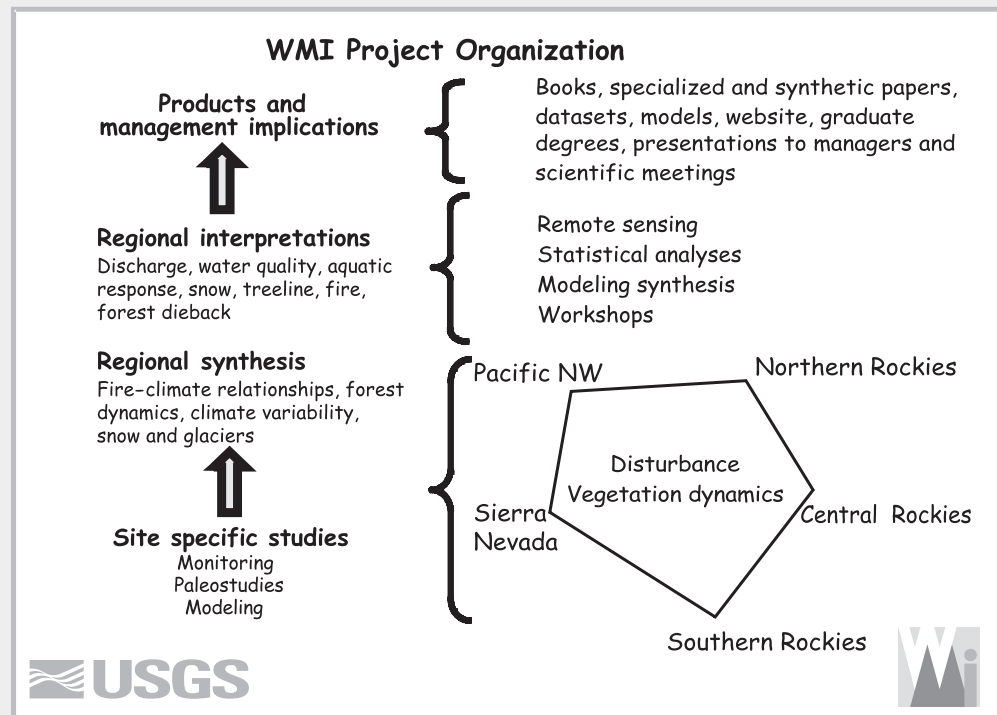 WMI Project Organization
Products and
management implications
Books, specialized and synthetic papers,
datasets, models, website, graduate
degrees, presentations to managers and
scientific meetings
Regional interpretations
Discharge, water quality, aquatic
response, snow, treeline, fire,
forest dieback
Remote sensing
Statistical analyses
Modeling synthesis
Workshops
Regional synthesis
Fire-climate relationships, forest
dynamics, climate variability,
snow and glaciers
Site specific studies
Monitoring
Paleostudies
Modeling
Pacific NW
Northern Rockies
Disturbance
Vegetation dynamics
Sierra
Nevada
Central Rockies
Southern Rockies
USGS
WMi